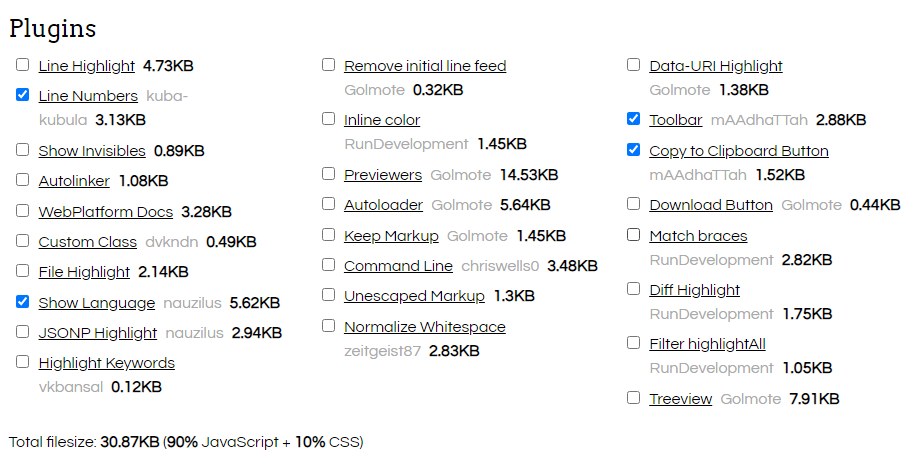 Plugins
Line Highlight 4.73KB
Line Numbers kuba-
kubula 3.13KB
Show Invisibles 0.89KB
Autolinker 1.08KB
WebPlatform Docs 3.28KB
Custom Class dvkndn 0.49KB
File Highlight 2.14KB
Show Language nauzilus 5.62KB
JSONP Highlight nauzilus 2.94KB
Highlight Keywords
vkbansal 0.12KB
Remove initial line feed
Golmote 0.32KB
Inline color
RunDevelopment 1.45KB
Previewers Golmote 14.53KB
Autoloader Golmote 5.64KB
Keep Markup Golmote 1.45KB
Command Line chriswells0 3.48KB
Unescaped Markup 1.3KB
Normalize Whitespace
zeitgeist87 2.83KB
Data-URI Highlight
Golmote 1.38KB
Toolbar mAAdhaTTah 2.88KB
Copy to Clipboard Button
mAAdhaTTah 1.52KB
Download Button Golmote 0.44KB
Match braces
RunDevelopment 2.82KB
Diff Highlight
RunDevelopment 1.75KB
Filter highlightAll
RunDevelopment 1.05KB
Treeview Golmote 7.91KB
Total filesize: 30.87KB (90% JavaScript + 10% CSS)